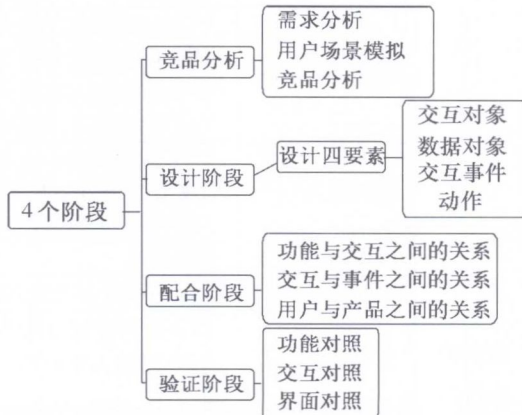 4个阶段
竞品分析
需求分析
用户场景模拟
竞品分析
设计阶段
设计四要素
交互对象
数据对象
交互事件
动作
配合阶段
功能与交互之间的关系
交互与事件之间的关系
用户与产品之间的关系
验证阶段
功能对照
交互对照
界面对照